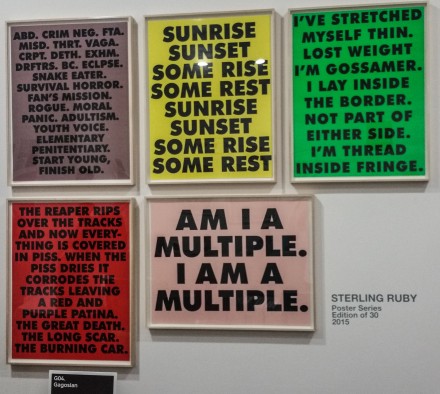 ABD. CRIM NEG. FTA.
MISD. THRT. VAGA.
CRPT. DETH. EXHM.
DRFTRS. BC. ECLPSE.
SNAKE EATER.
SURVIVAL HORROR.
FAN'S MISSION.
ROGUE. MORAL
PANIC. ADULTISM.
YOUTH VOICE.
ELEMENTARY
PENITENTIARY.
START YOUNG,
FINISH OLD.
SUNRISE
SUNSET
SOME RISE
SOME REST
SUNRISE
SUNSET
SOME RISE
SOME REST
I'VE STRETCHED
MYSELF THIN.
LOST WEIGHT
I'M GOSSAMER.
I LAY INSIDE
THE BORDER.
NOT PART OF
EITHER SIDE.
I'M THREAD
INSIDE FRINGE.
THE REAPER RIPS
OVER THE TRACKS
AND NOW EVERY-
THING IS COVERED
IN PISS. WHEN THE
PISS DRIES IT
CORRODES THE
TRACKS LEAVING
A RED AND
PURPLE PATINA.
THE GREAT DEATH.
THE LONG SCAR.
THE BURNING CAR.
AM I A
MULTIPLE.
I AM A
MULTIPLE.
STERLING RUBY
Poster Series
Edition of 30
2015
G04.
Gagosian